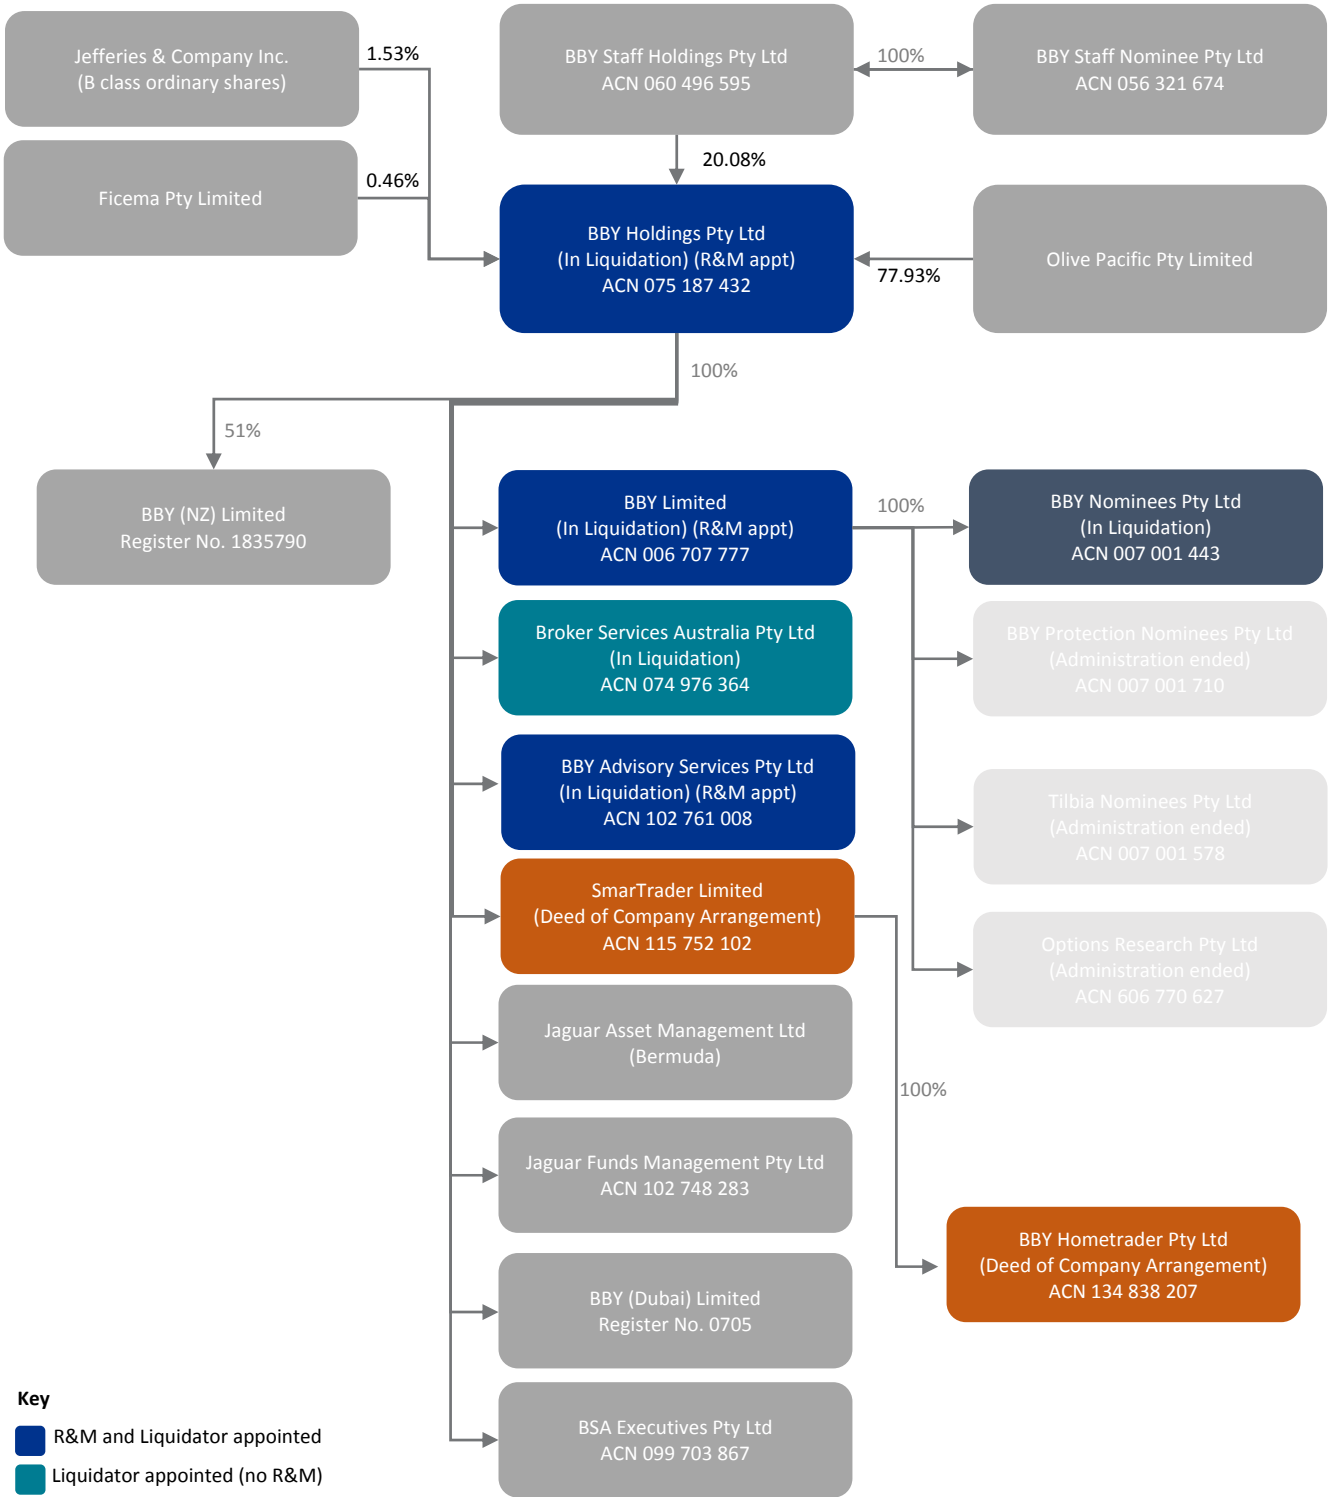 Jefferies & Company Inc.
(B class ordinary shares)
1.53%
BBY Staff Holdings Pty Ltd
ACN 060 496 595
100%
BBY Staff Nominee Pty Ltd
ACN 056 321 674
Ficema Pty Limited
0.46%
20.08%
BBY Holdings Pty Ltd
(In Liquidation) (R&M appt)
ACN 075 187 432
77.93%
Olive Pacific Pty Limited
100%
51%
BBY (NZ) Limited
Register No. 1835790
BBY Limited
(In Liquidation) (R&M appt)
ACN 006 707 777
100%
BBY Nominees Pty Ltd
(In Liquidation)
ACN 007 001 443
Broker Services Australia Pty Ltd
(In Liquidation)
ACN 074 976 364
BBY Protection Nominees Pty Ltd
(Administration ended)
ACN 007 001 710
BBY Advisory Services Pty Ltd
(In Liquidation) (R&M appt)
ACN 102 761 008
Tilbia Nominees Pty Ltd
(Administration ended)
ACN 007 001 578
SmarTrader Limited
(Deed of Company Arrangement)
ACN 115 752 102
Options Research Pty Ltd
(Administration ended)
ACN 606 770 627
Jaguar Asset Management Ltd
(Bermuda)
100%
Jaguar Funds Management Pty Ltd
ACN 102 748 283
BBY Hometrader Pty Ltd
(Deed of Company Arrangement)
ACN 134 838 207
BBY (Dubai) Limited
Register No. 0705
BSA Executives Pty Ltd
ACN 099 703 867
Key
R&M and Liquidator appointed
Liquidator appointed (no R&M)